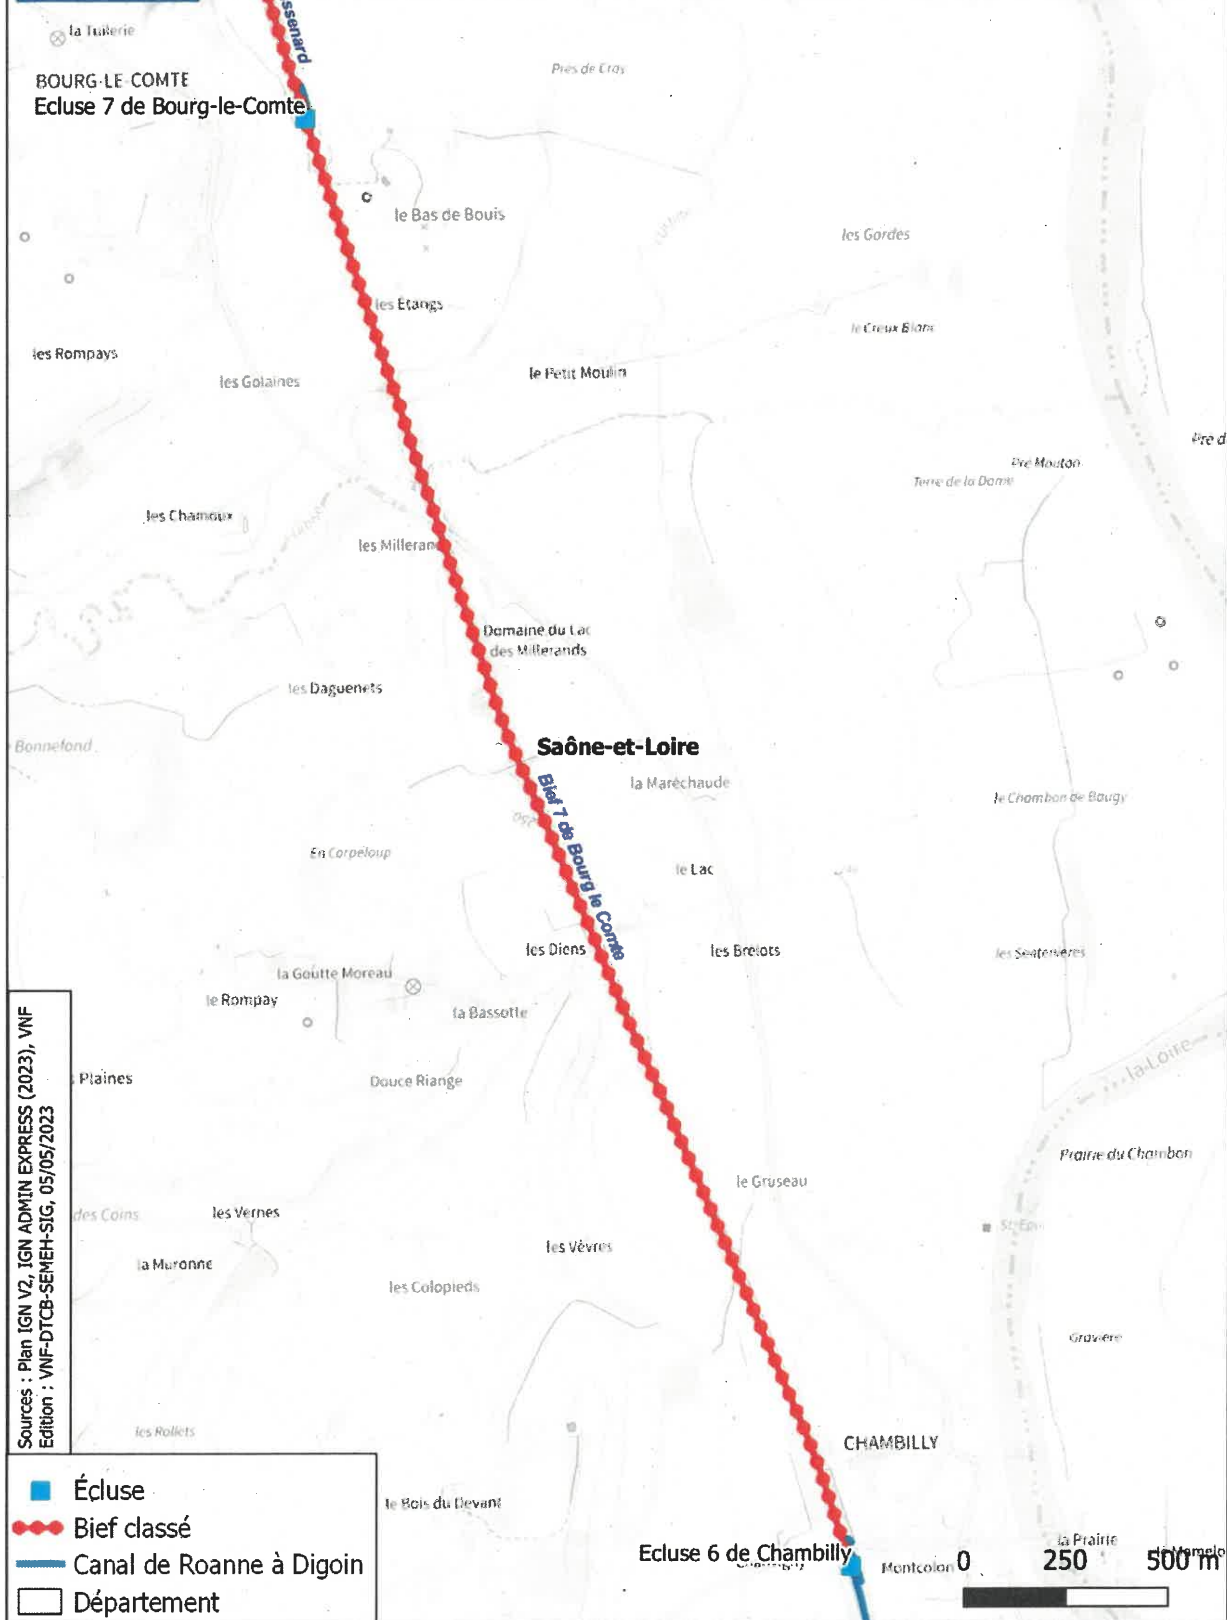 la Tuilerie
ssenard
Prés de Cray
BOURG-LE-COMTE
Ecluse 7 de Bourg-le-Comte
le Bas de Bouis
les Gordes
les Etangs
le Creux Blanc
les Rompays
les Golaines
le Petit Moulin
Pré d
Pré Mouton
Terre de la Dame
les Chamoux
les Milleran
Domaine du Lac
des Millerands
les Daguenets
Bonnefond
Saône-et-Loire
la Maréchaude
le Chambon de Baugy
Bief 7 de Bourg le Comte
250
En Corpeloup
le Lac
les Diens
les Brelots
la Goutte Moreau
le Rompay
la Bassotte
Plaines
Douce Riange
la Loire
Prairie du Chambon
le Gruseau
des Coins
les Vernes
les Vèvres
la Muronne
les Colopieds
Gravière
les Rollets
CHAMBILLY
le Bois du Devant
Ecluse 6 de Chambilly
Montcolon
la Prairie
0 250 500 m
Sources : Plan IGN V2, IGN ADMIN EXPRESS (2023), VNF
Edition : VNF-DTCB-SEMEH-SIG, 05/05/2023
Écluse
Bief classé
Canal de Roanne à Digoin
Département